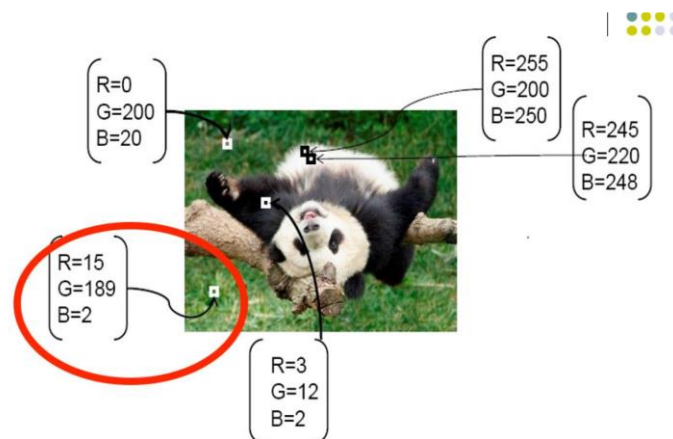 R=0
G=200
B=20
R=255
G=200
B=250
R=245
G=220
B=248
R=15
G=189
B=2
R=3
G=12
B=2